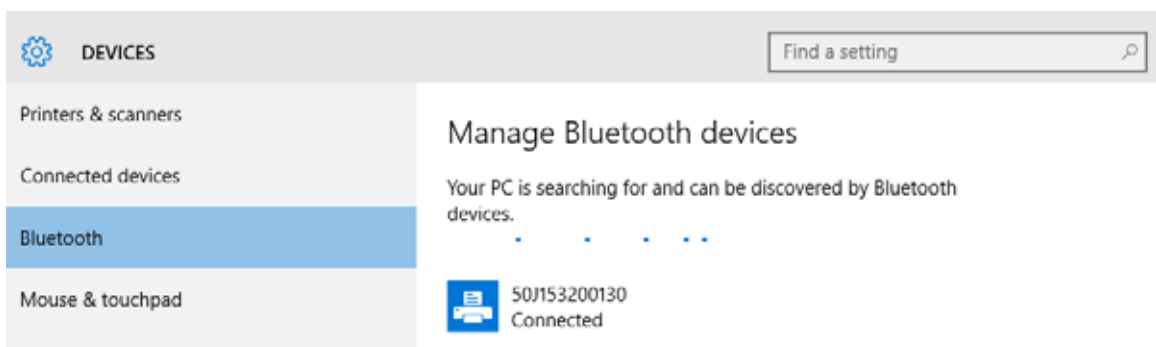 DEVICES
Find a setting
Printers & scanners
Connected devices
Bluetooth
Mouse & touchpad
Manage Bluetooth devices
Your PC is searching for and can be discovered by Bluetooth
devices.
50J153200130
Connected